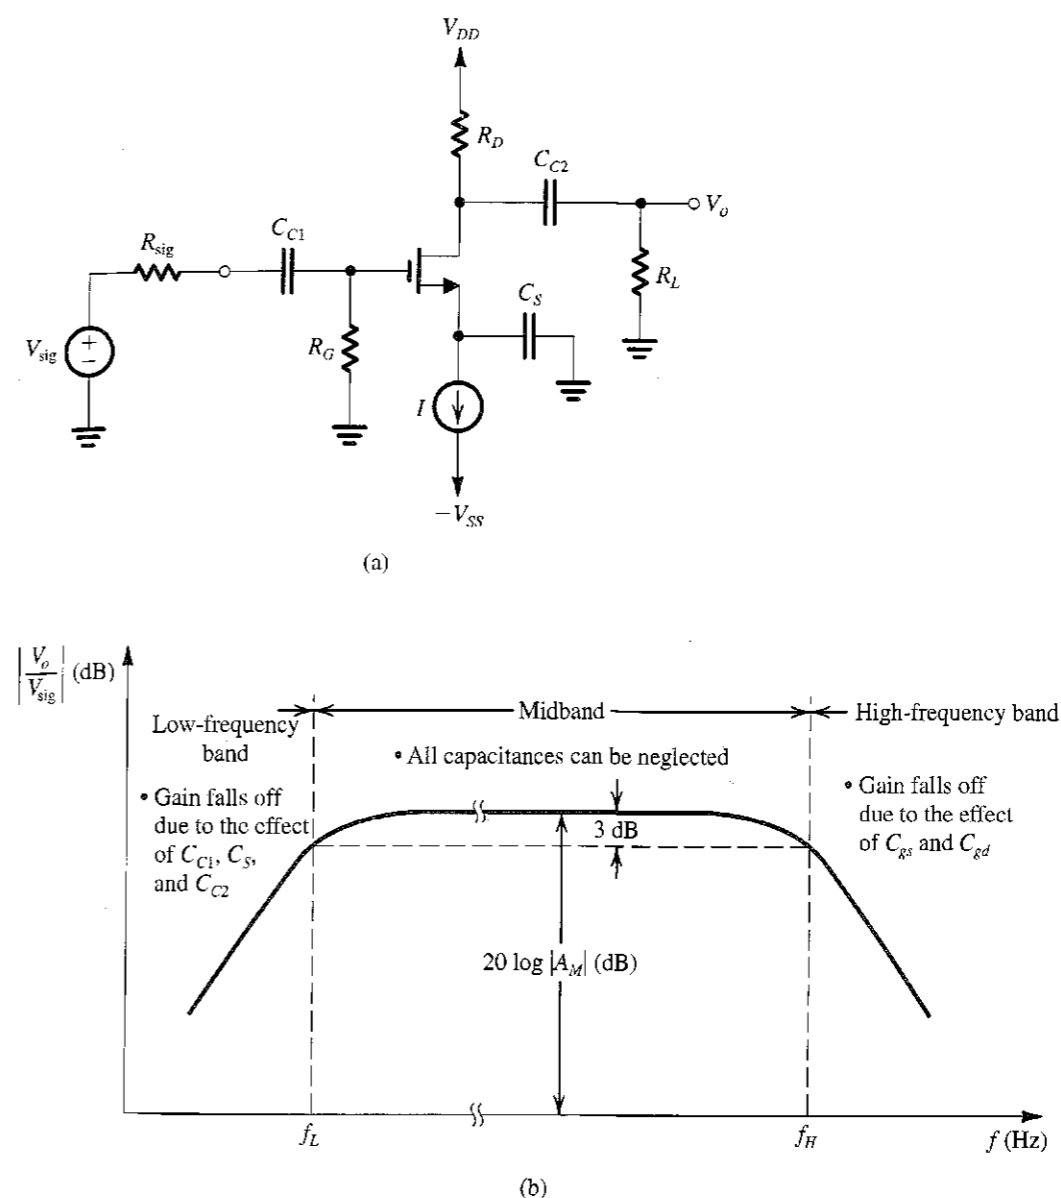 V_DD
R_D
C_C2
V_o
C_C1
R_sig
R_L
C_S
V_sig
+
−
R_G
I
−V_SS
(a)
|V_o/V_sig| (dB)
Low-frequency band
Midband
High-frequency band
• All capacitances can be neglected
• Gain falls off
due to the effect
of C_C1, C_S,
and C_C2
3 dB
• Gain falls off
due to the effect
of C_gs and C_gd
20 log |A_M| (dB)
f_L
f_H
f (Hz)
(b)